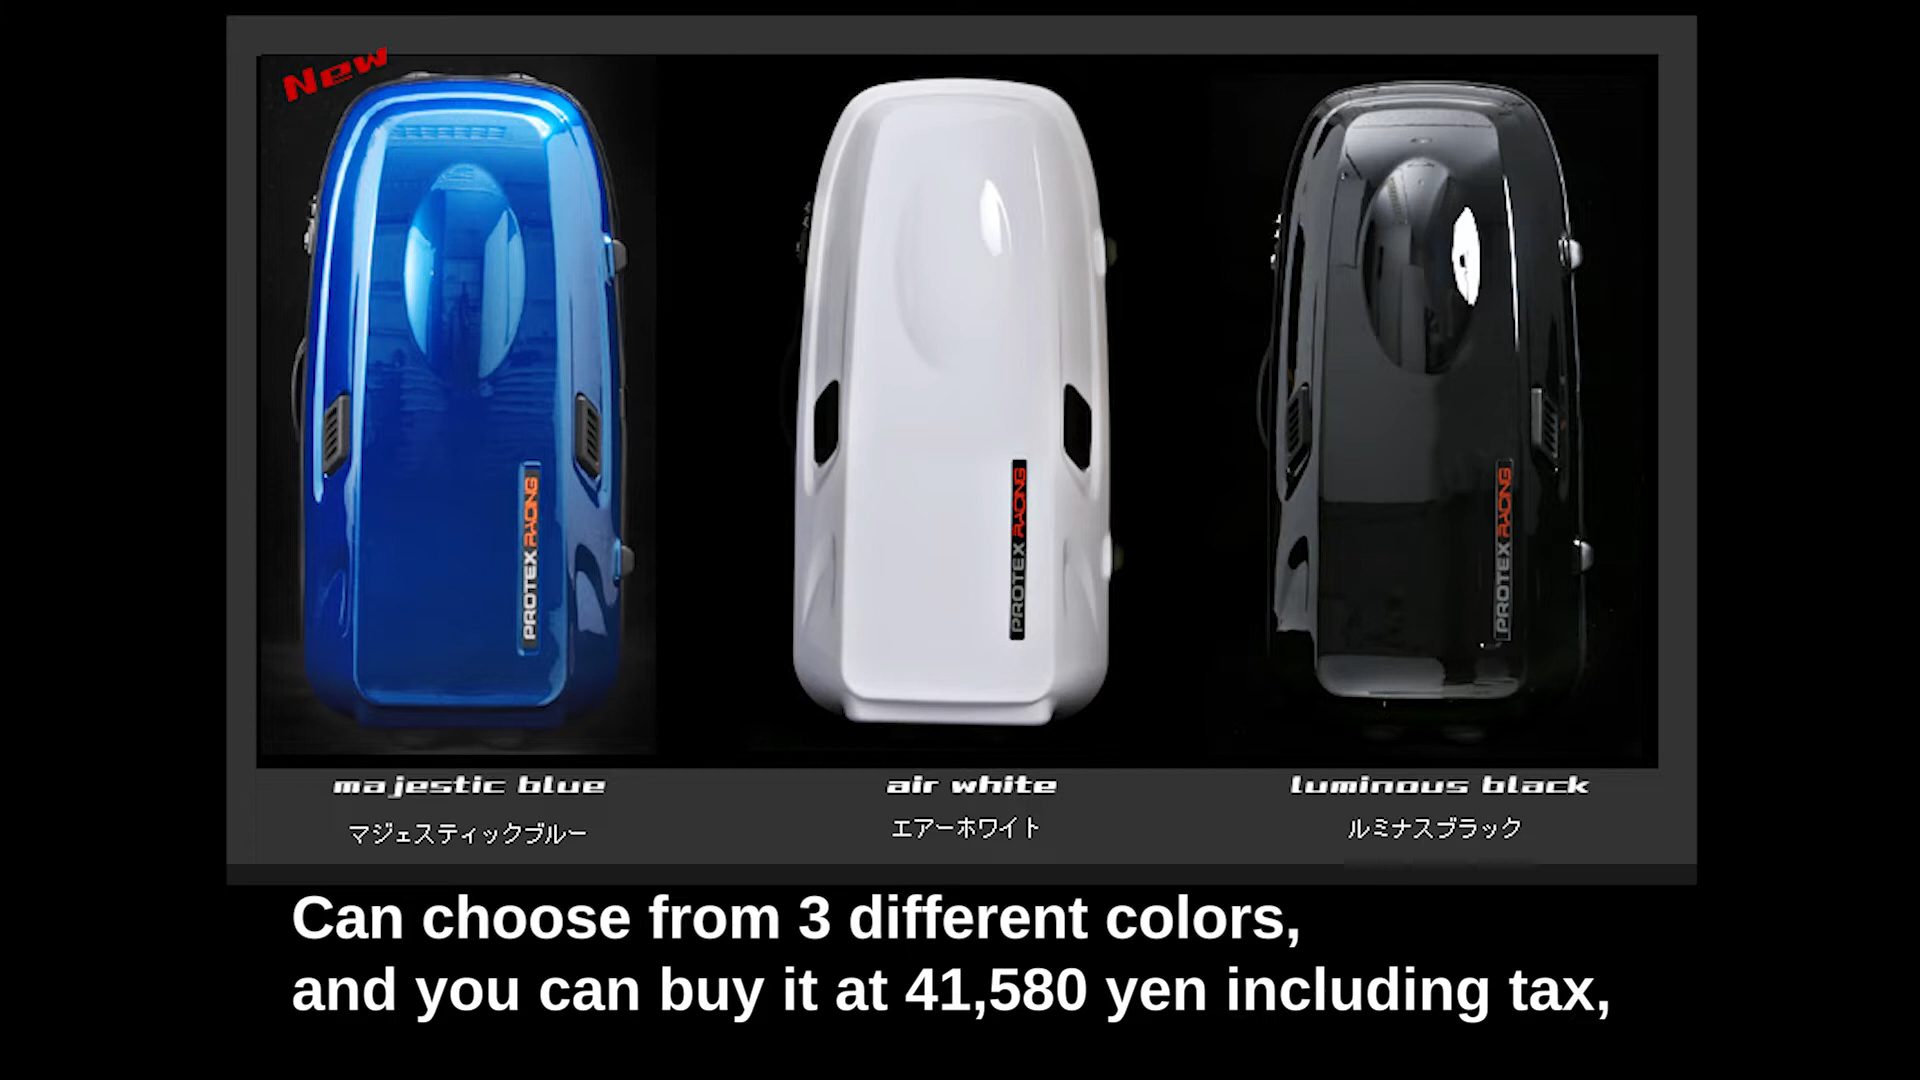 New
PROTEX RACING
PROTEX RACING
PROTEX RACING
majestic blue
air white
luminous black
マジェスティックブルー
エアーホワイト
ルミナスブラック
Can choose from 3 different colors,
and you can buy it at 41,580 yen including tax,